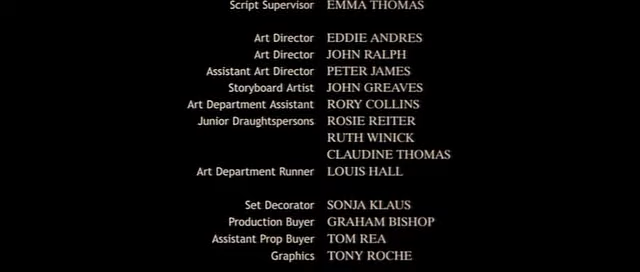 Script Supervisor EMMA THOMAS
Art Director EDDIE ANDRES
Art Director JOHN RALPH
Assistant Art Director PETER JAMES
Storyboard Artist JOHN GREAVES
Art Department Assistant RORY COLLINS
Junior Draughtspersons ROSIE REITER
RUTH WINICK
CLAUDINE THOMAS
Art Department Runner LOUIS HALL
Set Decorator SONJA KLAUS
Production Buyer GRAHAM BISHOP
Assistant Prop Buyer TOM REA
Graphics TONY ROCHE